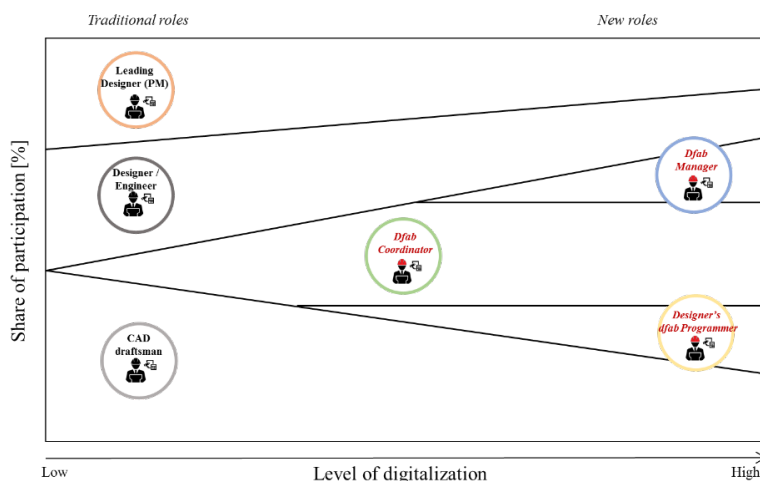 Traditional roles
New roles
Leading
Designer (PM)
Designer /
Engineer
Dfab
Manager
Dfab
Coordinator
CAD
draftsman
Designer's
dfab Programmer
Share of participation [%]
Low
Level of digitalization
High